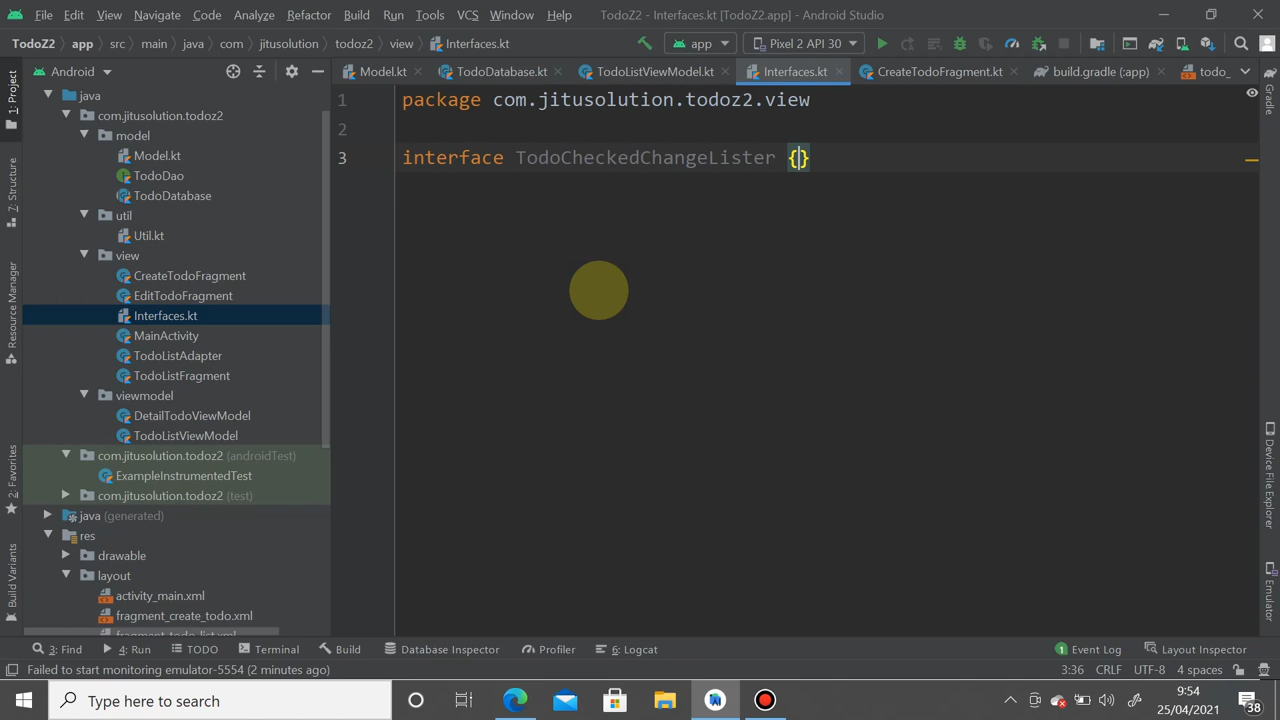 File Edit View Navigate Code Analyze Refactor Build Run Tools VCS Window Help TodoZ2 - Interfaces.kt [TodoZ2.app] - Android Studio
TodoZ2 app src main java com jitusolution todoz2 view Interfaces.kt app Pixel 2 API 30
Android Model.kt TodoDatabase.kt TodoListViewModel.kt Interfaces.kt CreateTodoFragment.kt build.gradle (:app) todo_
1: Project
7: Structure
Resource Manager
2: Favorites
Build Variants
java
com.jitusolution.todoz2
model
Model.kt
TodoDao
TodoDatabase
util
Util.kt
view
CreateTodoFragment
EditTodoFragment
Interfaces.kt
MainActivity
TodoListAdapter
TodoListFragment
viewmodel
DetailTodoViewModel
TodoListViewModel
com.jitusolution.todoz2 (androidTest)
ExampleInstrumentedTest
com.jitusolution.todoz2 (test)
java (generated)
res
drawable
layout
activity_main.xml
fragment_create_todo.xml
fragment_todo_list.xml
1 package com.jitusolution.todoz2.view
2
3 interface TodoCheckedChangeLister {}
Gradle
Device File Explorer
Emulator
3: Find 4: Run TODO Terminal Build Database Inspector Profiler 6: Logcat 1 Event Log Layout Inspector
Failed to start monitoring emulator-5554 (2 minutes ago) 3:36 CRLF UTF-8 4 spaces
Type here to search
9:54
25/04/2021
38